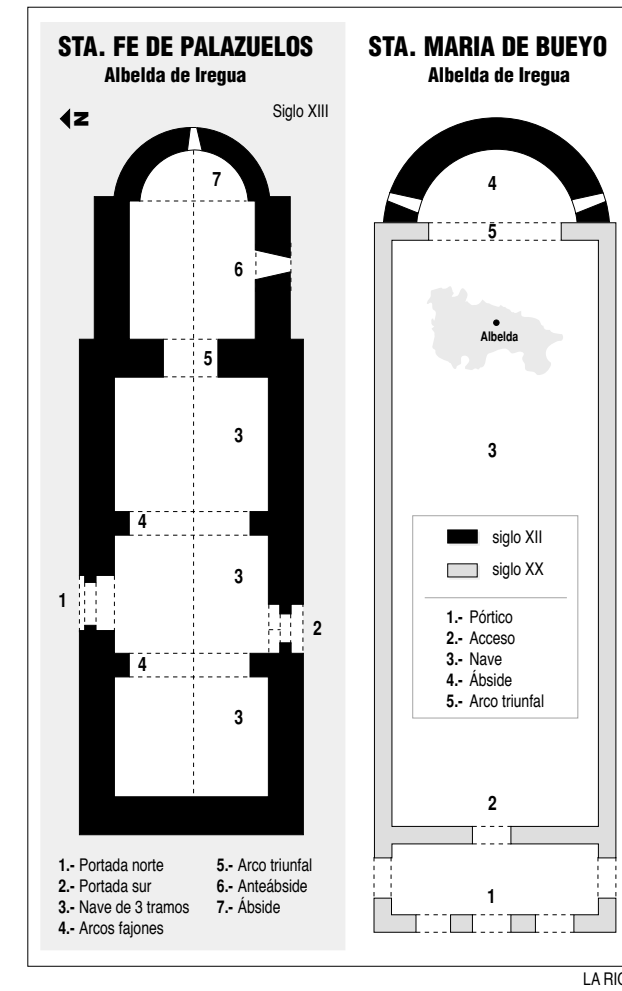 STA. FE DE PALAZUELOS
Albelda de Iregua
Siglo XIII
N
7
6
5
3
4
3
1
2
4
3
1.- Portada norte
2.- Portada sur
3.- Nave de 3 tramos
4.- Arcos fajones
5.- Arco triunfal
6.- Anteábside
7.- Ábside
STA. MARIA DE BUEYO
Albelda de Iregua
4
5
Albelda
3
siglo XII
siglo XX
1.- Pórtico
2.- Acceso
3.- Nave
4.- Ábside
5.- Arco triunfal
2
1